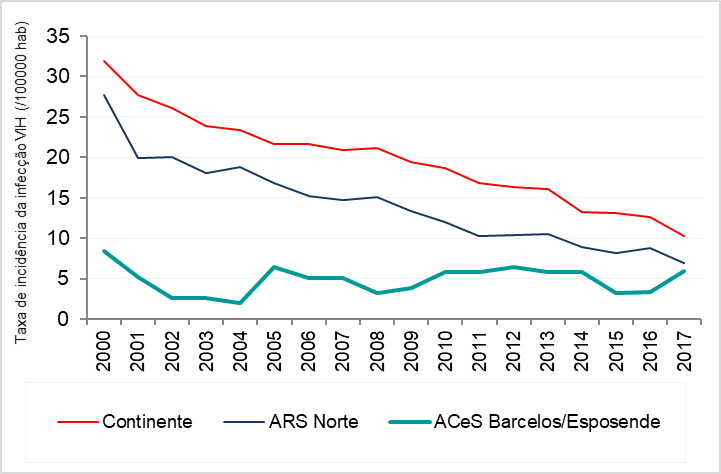 Taxa de incidência da infecção VIH (/100000 hab)
35
30
25
20
15
10
5
0
2000 2001 2002 2003 2004 2005 2006 2007 2008 2009 2010 2011 2012 2013 2014 2015 2016 2017
Continente ARS Norte ACeS Barcelos/Esposende